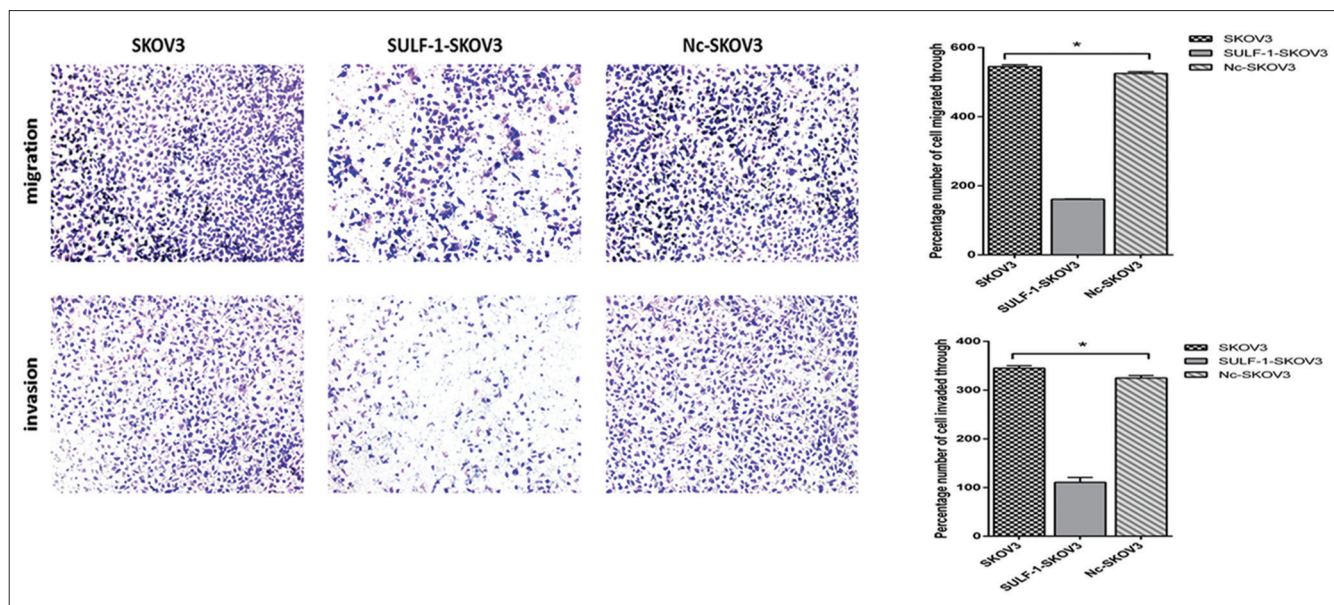 SKOV3 SULF-1-SKOV3 Nc-SKOV3
migration
invasion
Percentage number of cell migrated through
600
400
200
0
*
SKOV3
SULF-1-SKOV3
Nc-SKOV3
SKOV3
SULF-1-SKOV3
Nc-SKOV3
Percentage number of cell invaded through
400
300
200
100
0
*
SKOV3
SULF-1-SKOV3
Nc-SKOV3
SKOV3
SULF-1-SKOV3
Nc-SKOV3